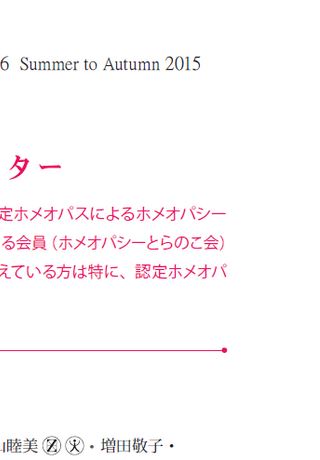 6 Summer to Autumn 2015
ター
定ホメオパスによるホメオパシー
る会員（ホメオパシーとらのこ会）
えている方は特に、認定ホメオパ
山睦美 Ⓩ ㊋・増田敬子・